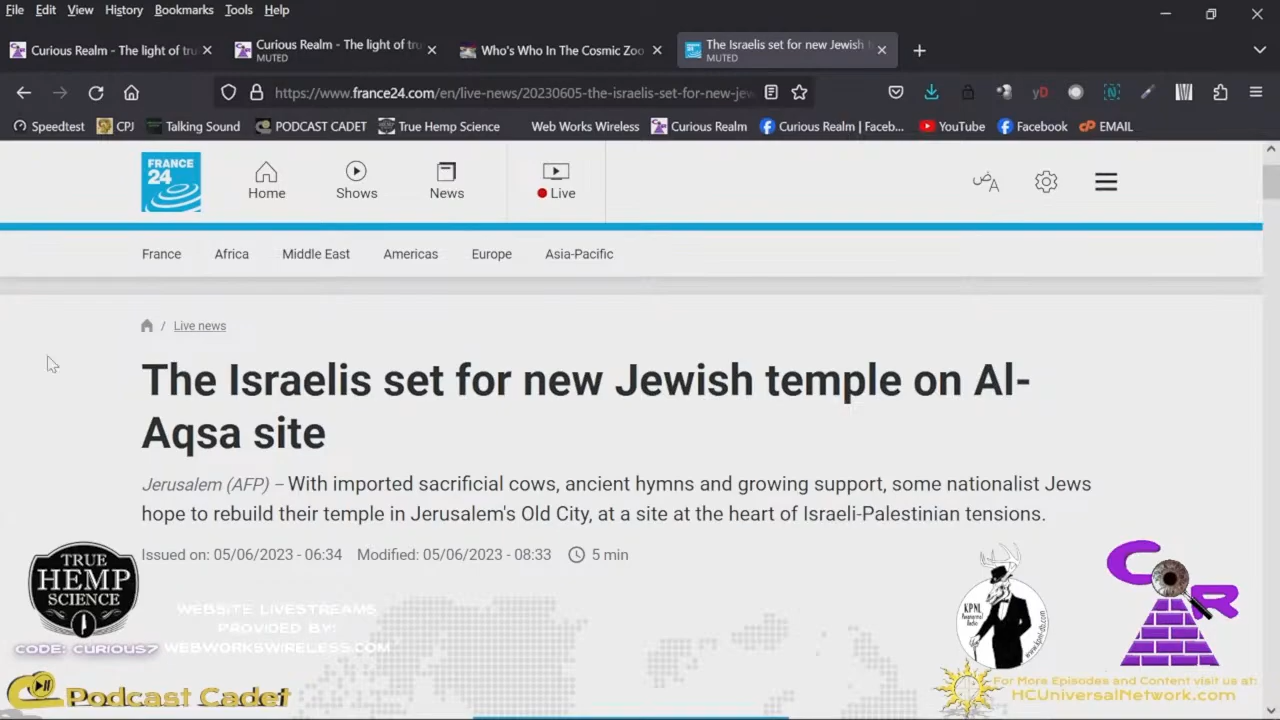 File Edit View History Bookmarks Tools Help
Curious Realm - The light of tru
Curious Realm - The light of tru
MUTED
Who's Who In The Cosmic Zoo
The Israelis set for new Jewish t
MUTED
https://www.france24.com/en/live-news/20230605-the-israelis-set-for-new-jew
yD
N
Speedtest CPJ Talking Sound PODCAST CADET True Hemp Science Web Works Wireless Curious Realm Curious Realm | Faceb... YouTube Facebook EMAIL
FRANCE
24
Home Shows News Live
France Africa Middle East Americas Europe Asia-Pacific
/ Live news
The Israelis set for new Jewish temple on Al-
Aqsa site
Jerusalem (AFP) – With imported sacrificial cows, ancient hymns and growing support, some nationalist Jews
hope to rebuild their temple in Jerusalem's Old City, at a site at the heart of Israeli-Palestinian tensions.
Issued on: 05/06/2023 - 06:34 Modified: 05/06/2023 - 08:33 5 min
TRUE
HEMP
SCIENCE
CODE: CURIOUS7
WEBSITE LIVESTREAMS
PROVIDED BY:
WEBWORKSWIRELESS.COM
Podcast Cadet
KPNL
CR
For More Episodes and Content visit us at:
HCUniversalNetwork.com